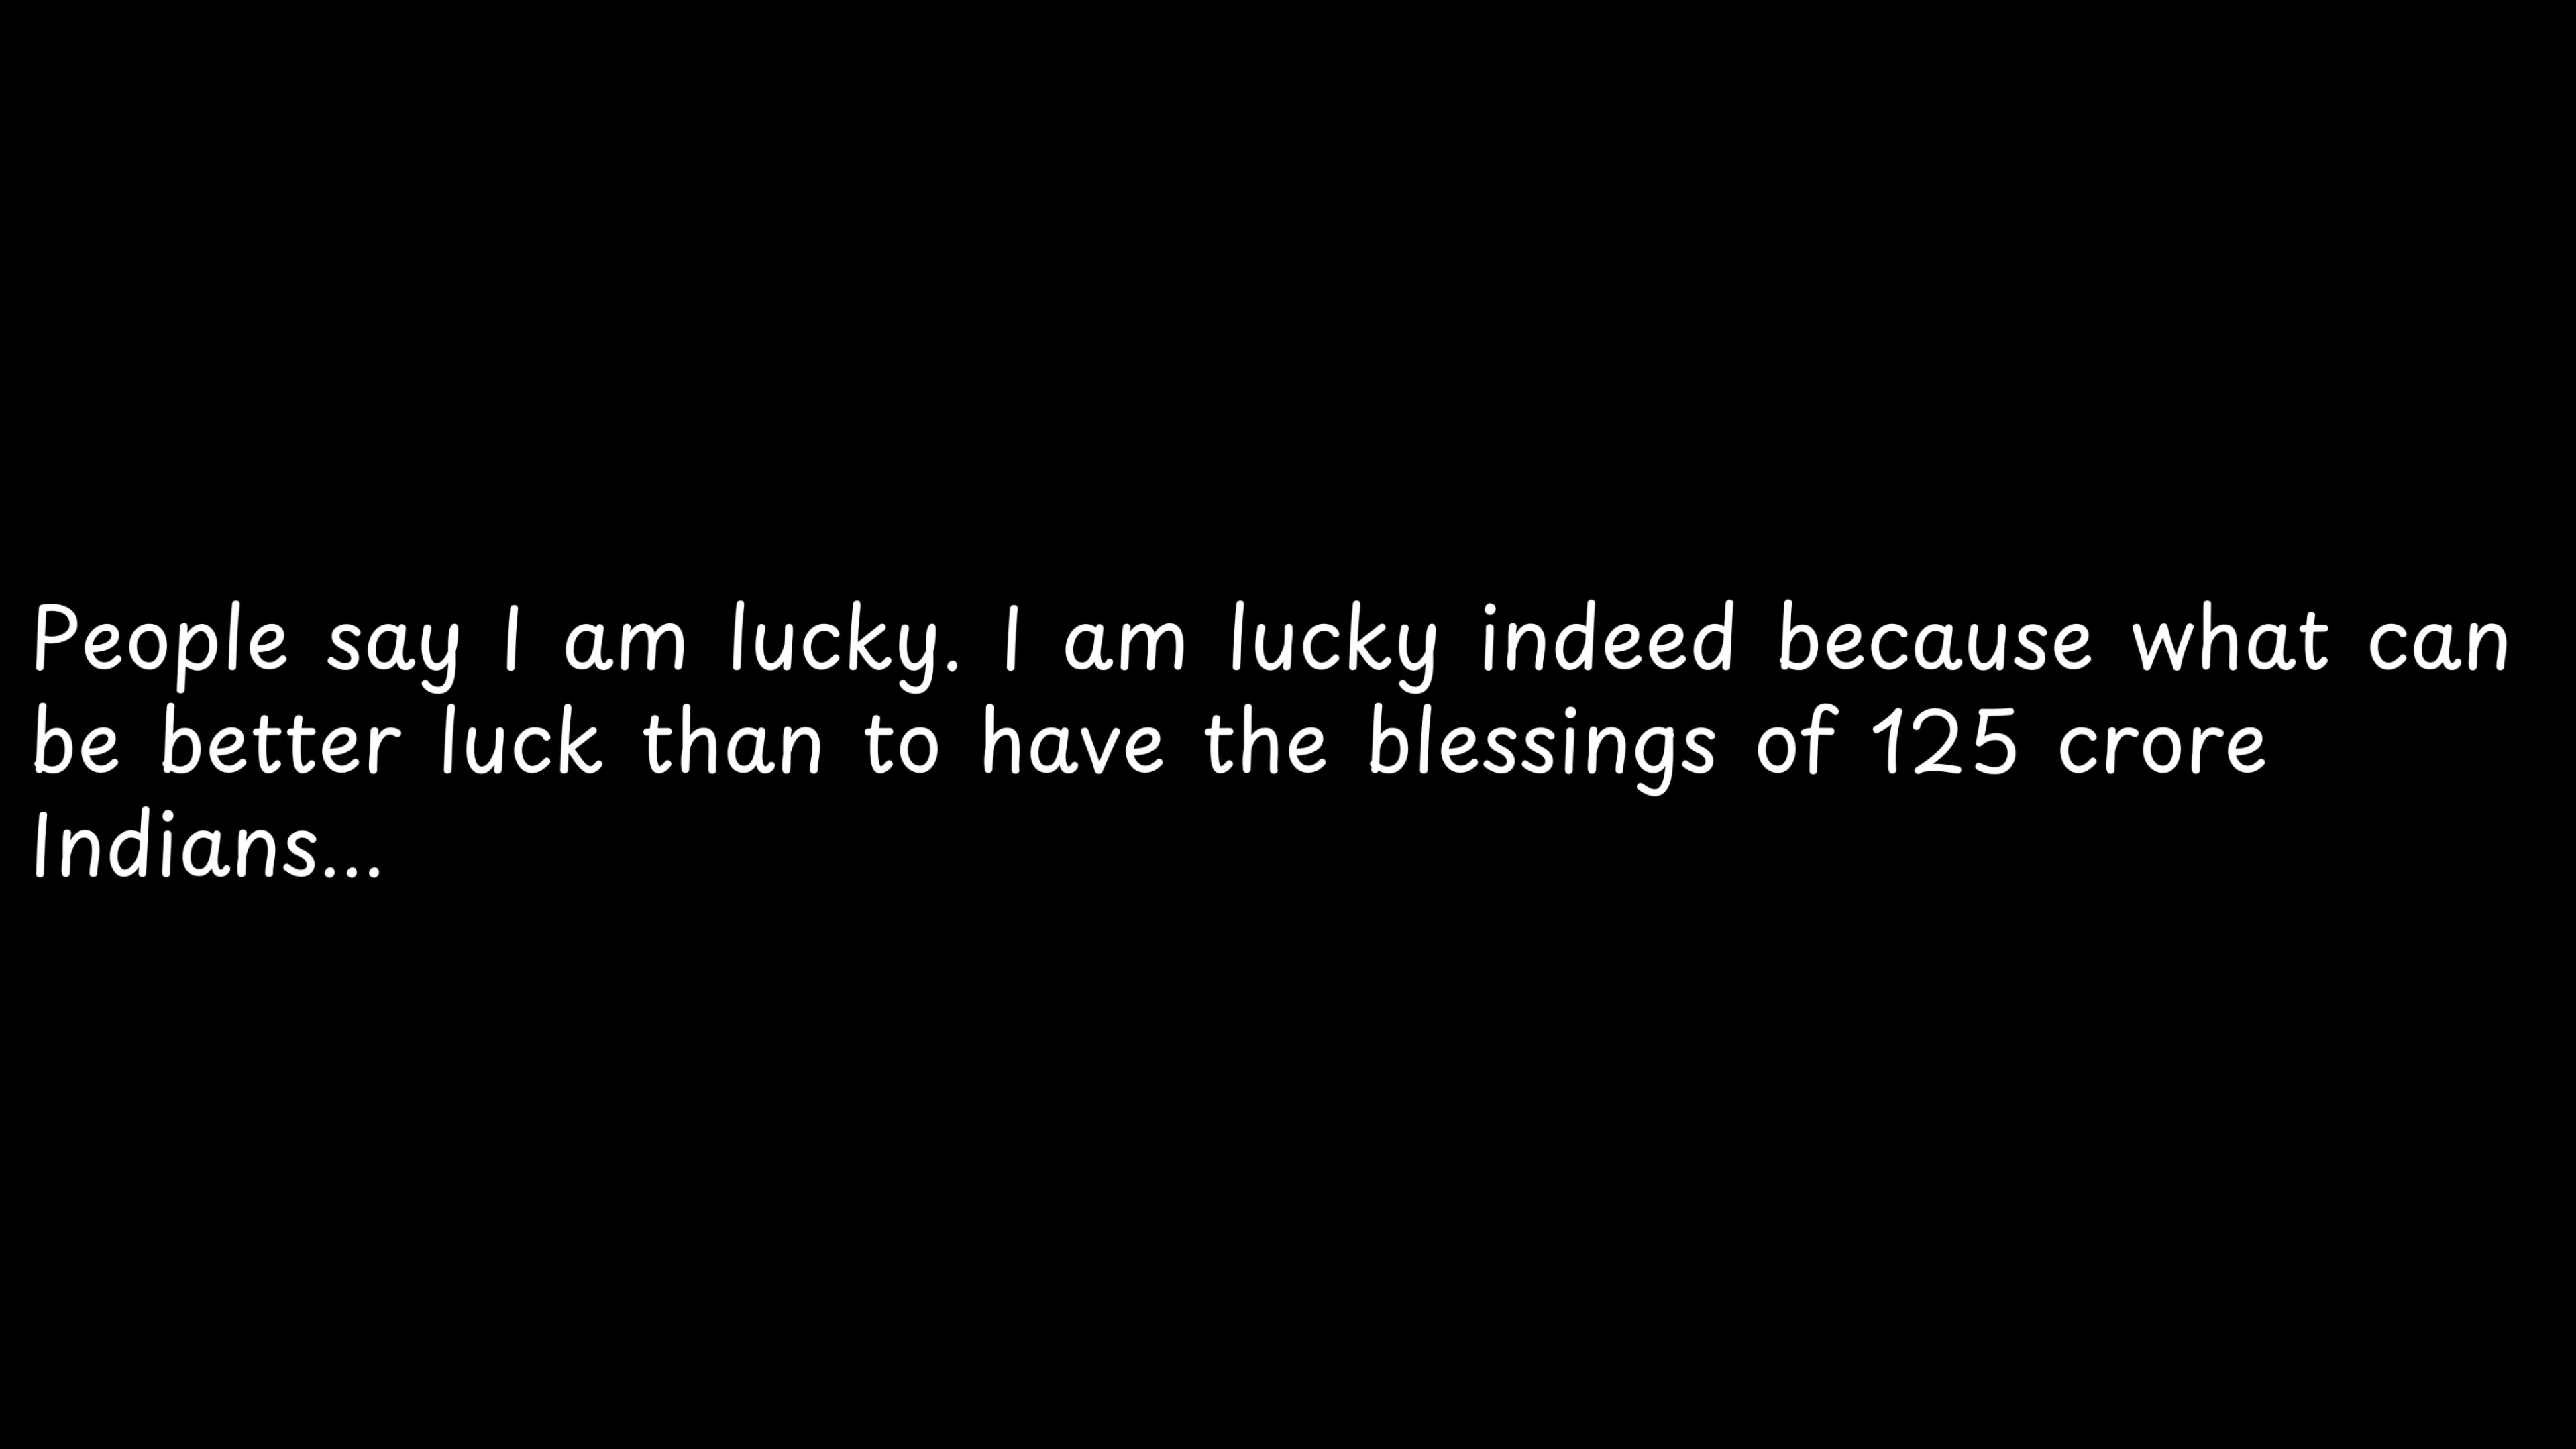 People say I am lucky. I am lucky indeed because what can
be better luck than to have the blessings of 125 crore
Indians...